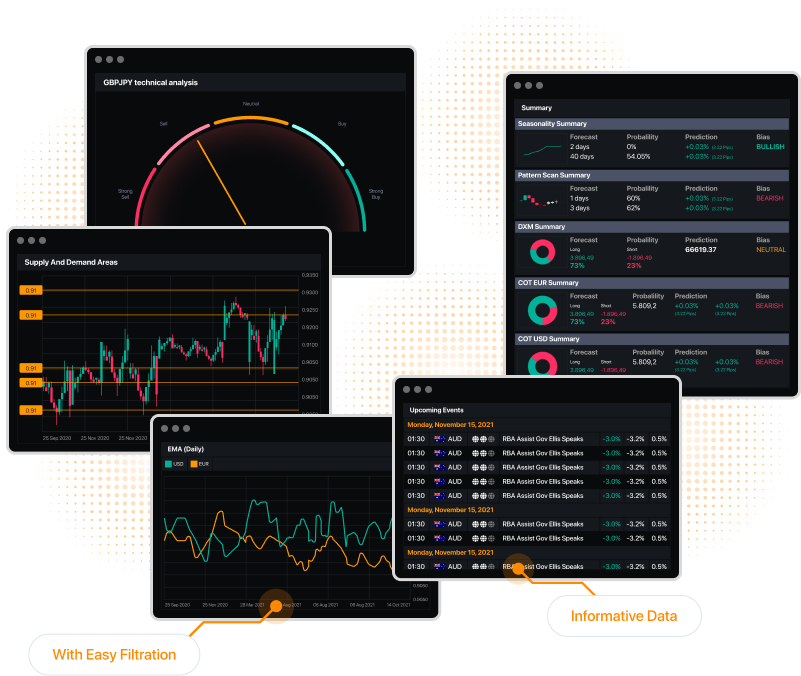 GBPJPY technical analysis
Neutral
Sell
Buy
Strong
Sell
Strong
Buy
Summary
Seasonality Summary
Forecast Probalility Prediction Bias
2 days 0% +0.03% (3.23 Pips) BULLISH
40 days 54.05% +0.03% (3.23 Pips)
Pattern Scan Summary
Forecast Probalility Prediction Bias
1 days 60% +0.03% (3.23 Pips) BEARISH
3 days 62% +0.03% (3.23 Pips)
DXM Summary
Forecast Probalility Prediction Bias
Long Short 66619.37 NEUTRAL
3.896,49 -1.896,49
73% 23%
COT EUR Summary
Forecast Probalility Prediction Bias
Long Short 5.809,2 +0.03% +0.03% BEARISH
3.896,49 -1.896,49 (3.23 Pips) (3.23 Pips)
73% 23%
COT USD Summary
Forecast Probalility Prediction Bias
Long Short 5.809,2 +0.03% +0.03% BEARISH
3.896,49 -1.896,49 (3.23 Pips) (3.23 Pips)
Supply And Demand Areas
0.9350
0.91
0.9250
0.91
0.9200
0.9100
0.9050
0.91
0.9050
0.91
0.9050
0.91
25 Sep 2020 25 Nov 2020 25 Nov 2020
EMA (Daily)
USD EUR
0.9050
0.9050
25 Sep 2020 25 Nov 2020 28 Mar 2021 Aug 2021 06 Aug 2021 08 Aug 2021 14 Oct 2021
Upcoming Events
Monday, November 15, 2021
01:30 AUD RBA Assist Gov Ellis Speaks -3.0% -3.2% 0.5%
01:30 AUD RBA Assist Gov Ellis Speaks -3.0% -3.2% 0.5%
01:30 AUD RBA Assist Gov Ellis Speaks -3.0% -3.2% 0.5%
01:30 AUD RBA Assist Gov Ellis Speaks -3.0% -3.2% 0.5%
01:30 AUD RBA Assist Gov Ellis Speaks -3.0% -3.2% 0.5%
Monday, November 15, 2021
01:30 AUD RBA Assist Gov Ellis Speaks -3.0% -3.2% 0.5%
01:30 AUD RBA Assist Gov Ellis Speaks -3.0% -3.2% 0.5%
Monday, November 15, 2021
01:30 AUD RBA Assist Gov Ellis Speaks -3.0% -3.2% 0.5%
Informative Data
With Easy Filtration